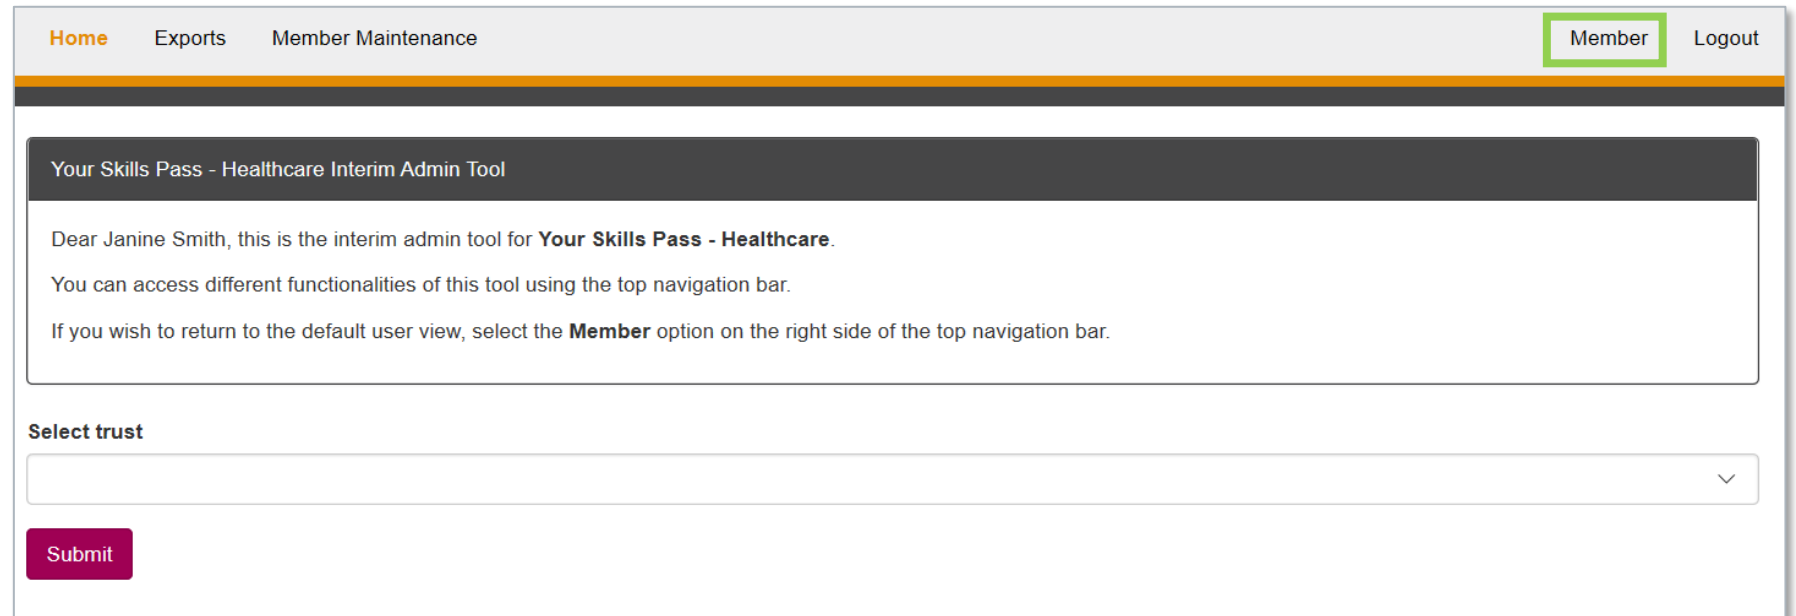 Home Exports Member Maintenance Member Logout
Your Skills Pass - Healthcare Interim Admin Tool
Dear Janine Smith, this is the interim admin tool for Your Skills Pass - Healthcare.
You can access different functionalities of this tool using the top navigation bar.
If you wish to return to the default user view, select the Member option on the right side of the top navigation bar.
Select trust
Submit